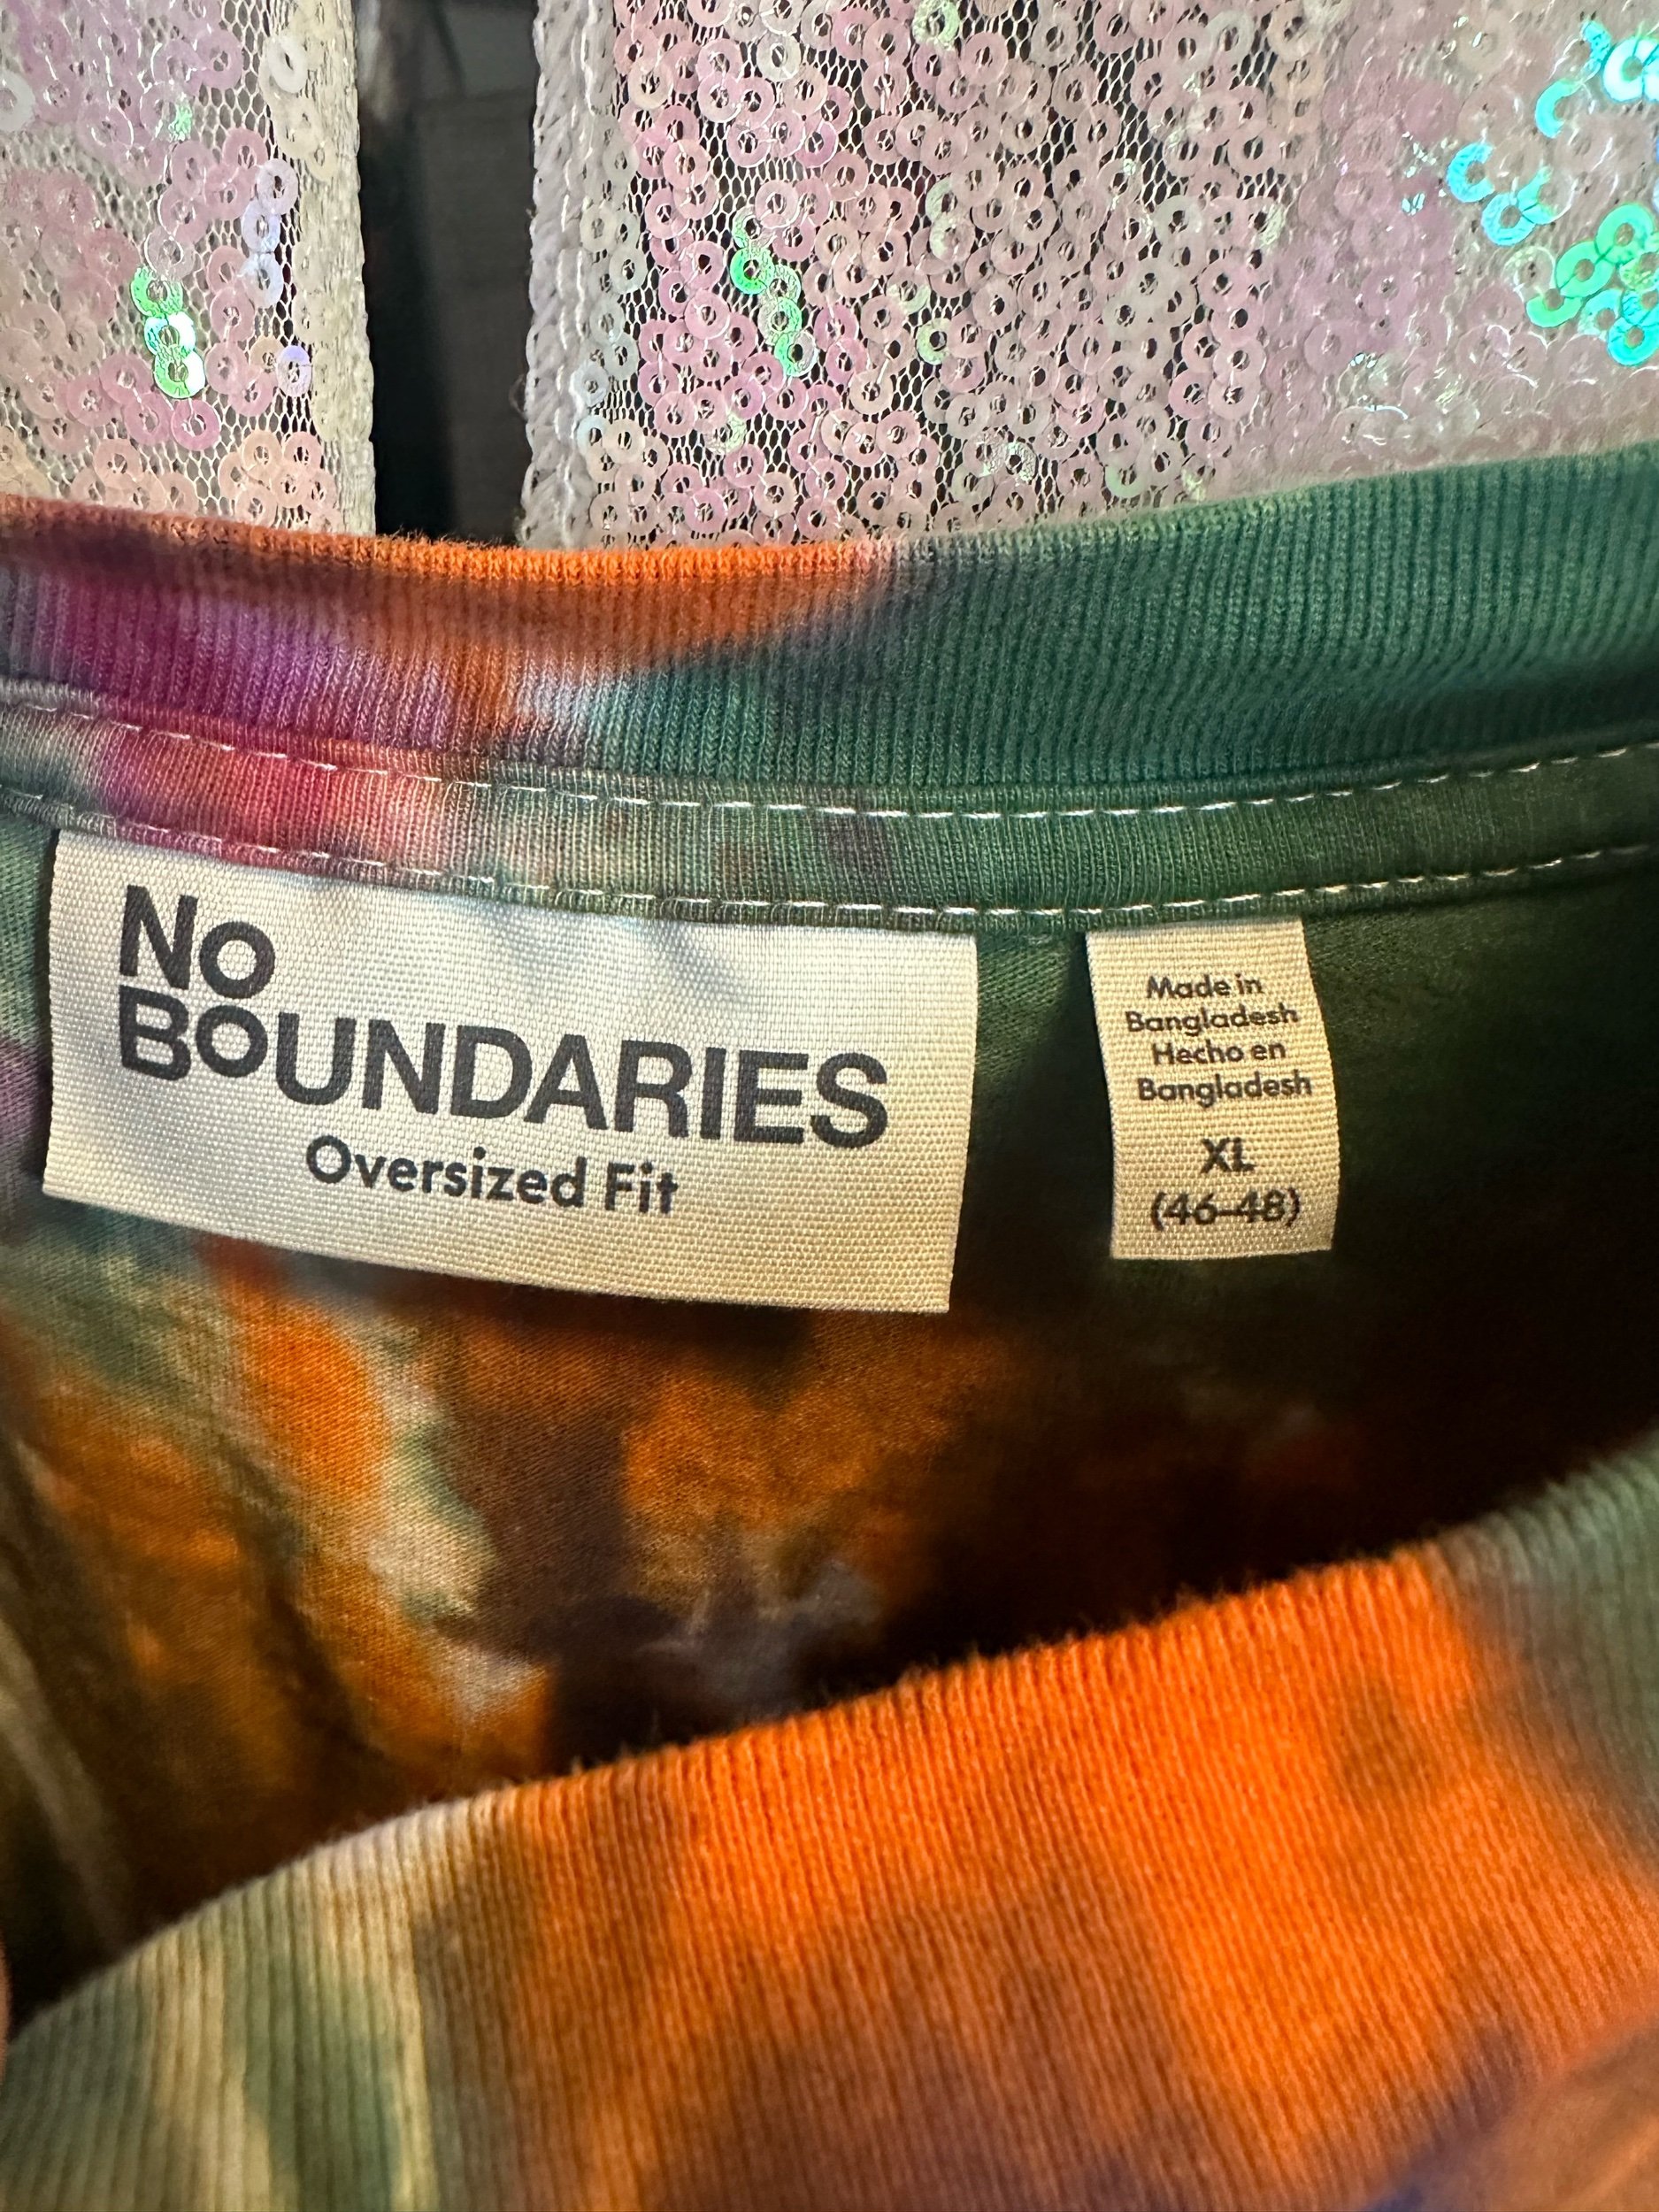 No
BoUNDARIES
Oversized Fit
Made in
Bangladesh
Hecho en
Bangladesh
XL
(46-48)